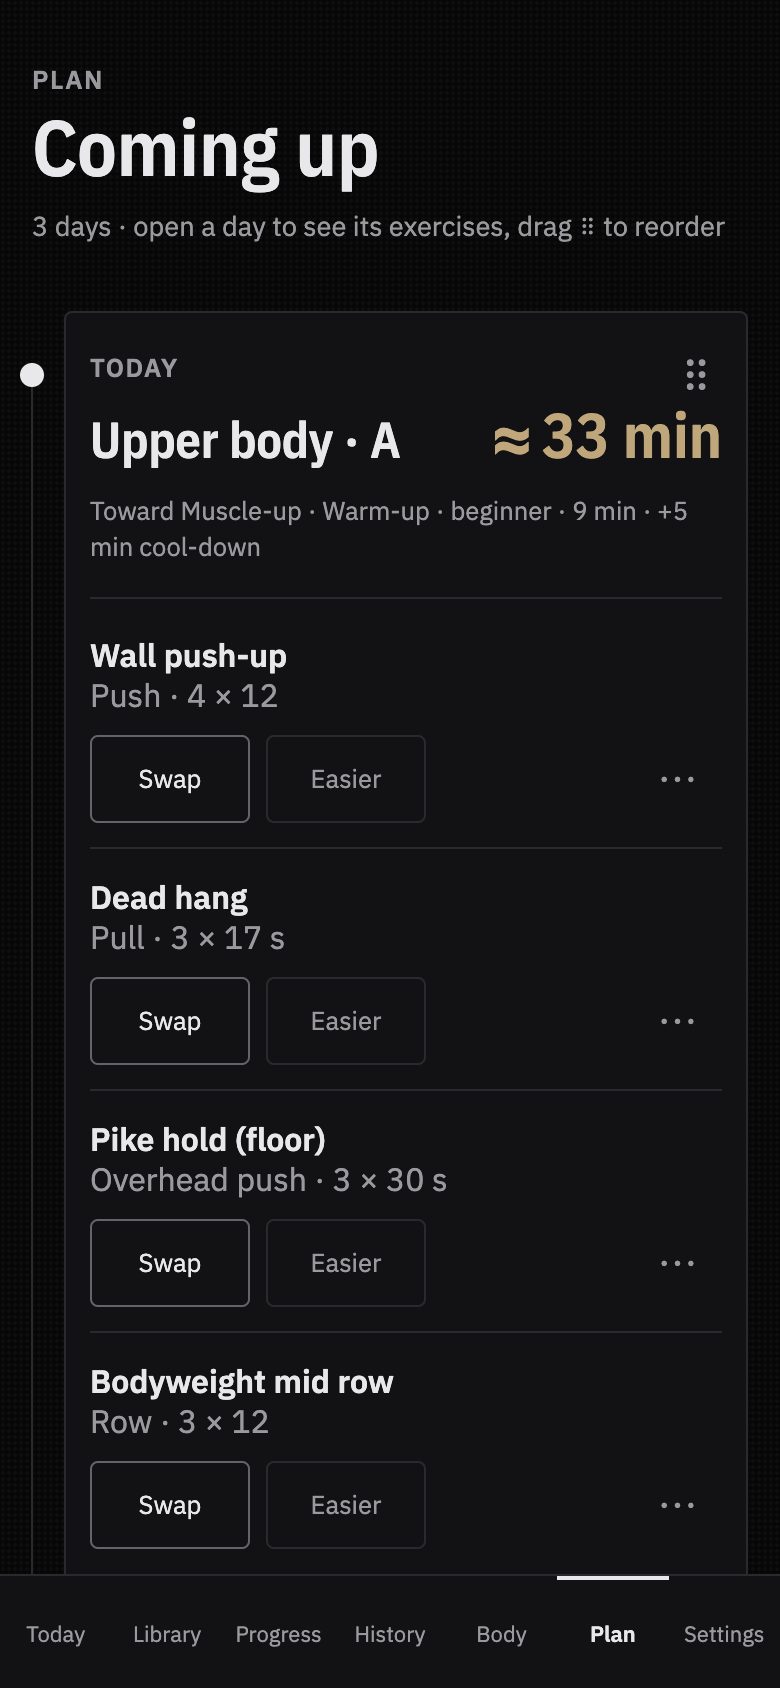 PLAN
Coming up
3 days · open a day to see its exercises, drag ⠿ to reorder
TODAY
Upper body · A
≈ 33 min
Toward Muscle-up · Warm-up · beginner · 9 min · +5
min cool-down
Wall push-up
Push · 4 × 12
Swap Easier ···
Dead hang
Pull · 3 × 17 s
Swap Easier ···
Pike hold (floor)
Overhead push · 3 × 30 s
Swap Easier ···
Bodyweight mid row
Row · 3 × 12
Swap Easier ···
Today Library Progress History Body Plan Settings